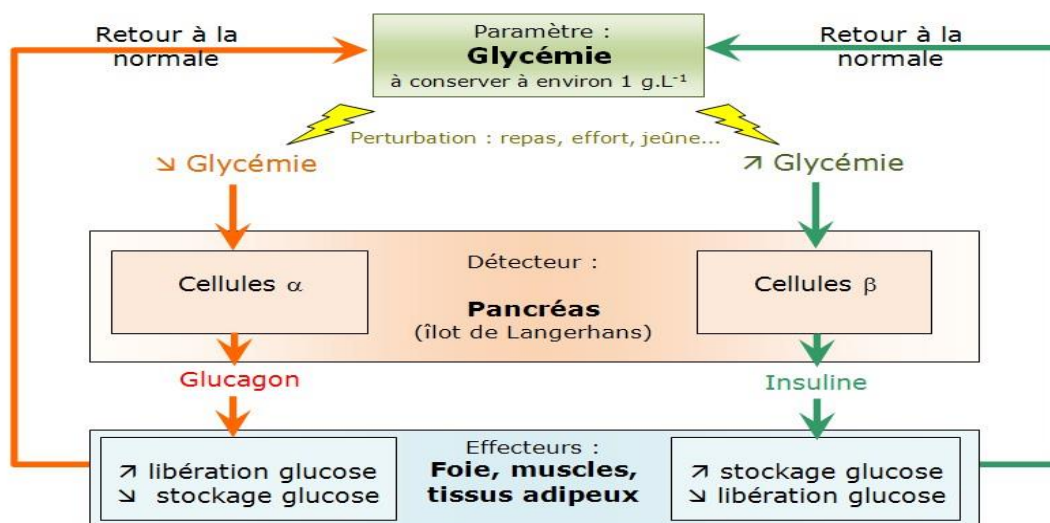 Retour à la
normale
Paramètre :
Glycémie
à conserver à environ 1 g.L⁻¹
Retour à la
normale
Perturbation : repas, effort, jeûne...
↘ Glycémie
↗ Glycémie
Cellules α
Détecteur :
Pancréas
(îlot de Langerhans)
Cellules β
Glucagon
Insuline
↗ libération glucose
↘ stockage glucose
Effecteurs :
Foie, muscles,
tissus adipeux
↗ stockage glucose
↘ libération glucose